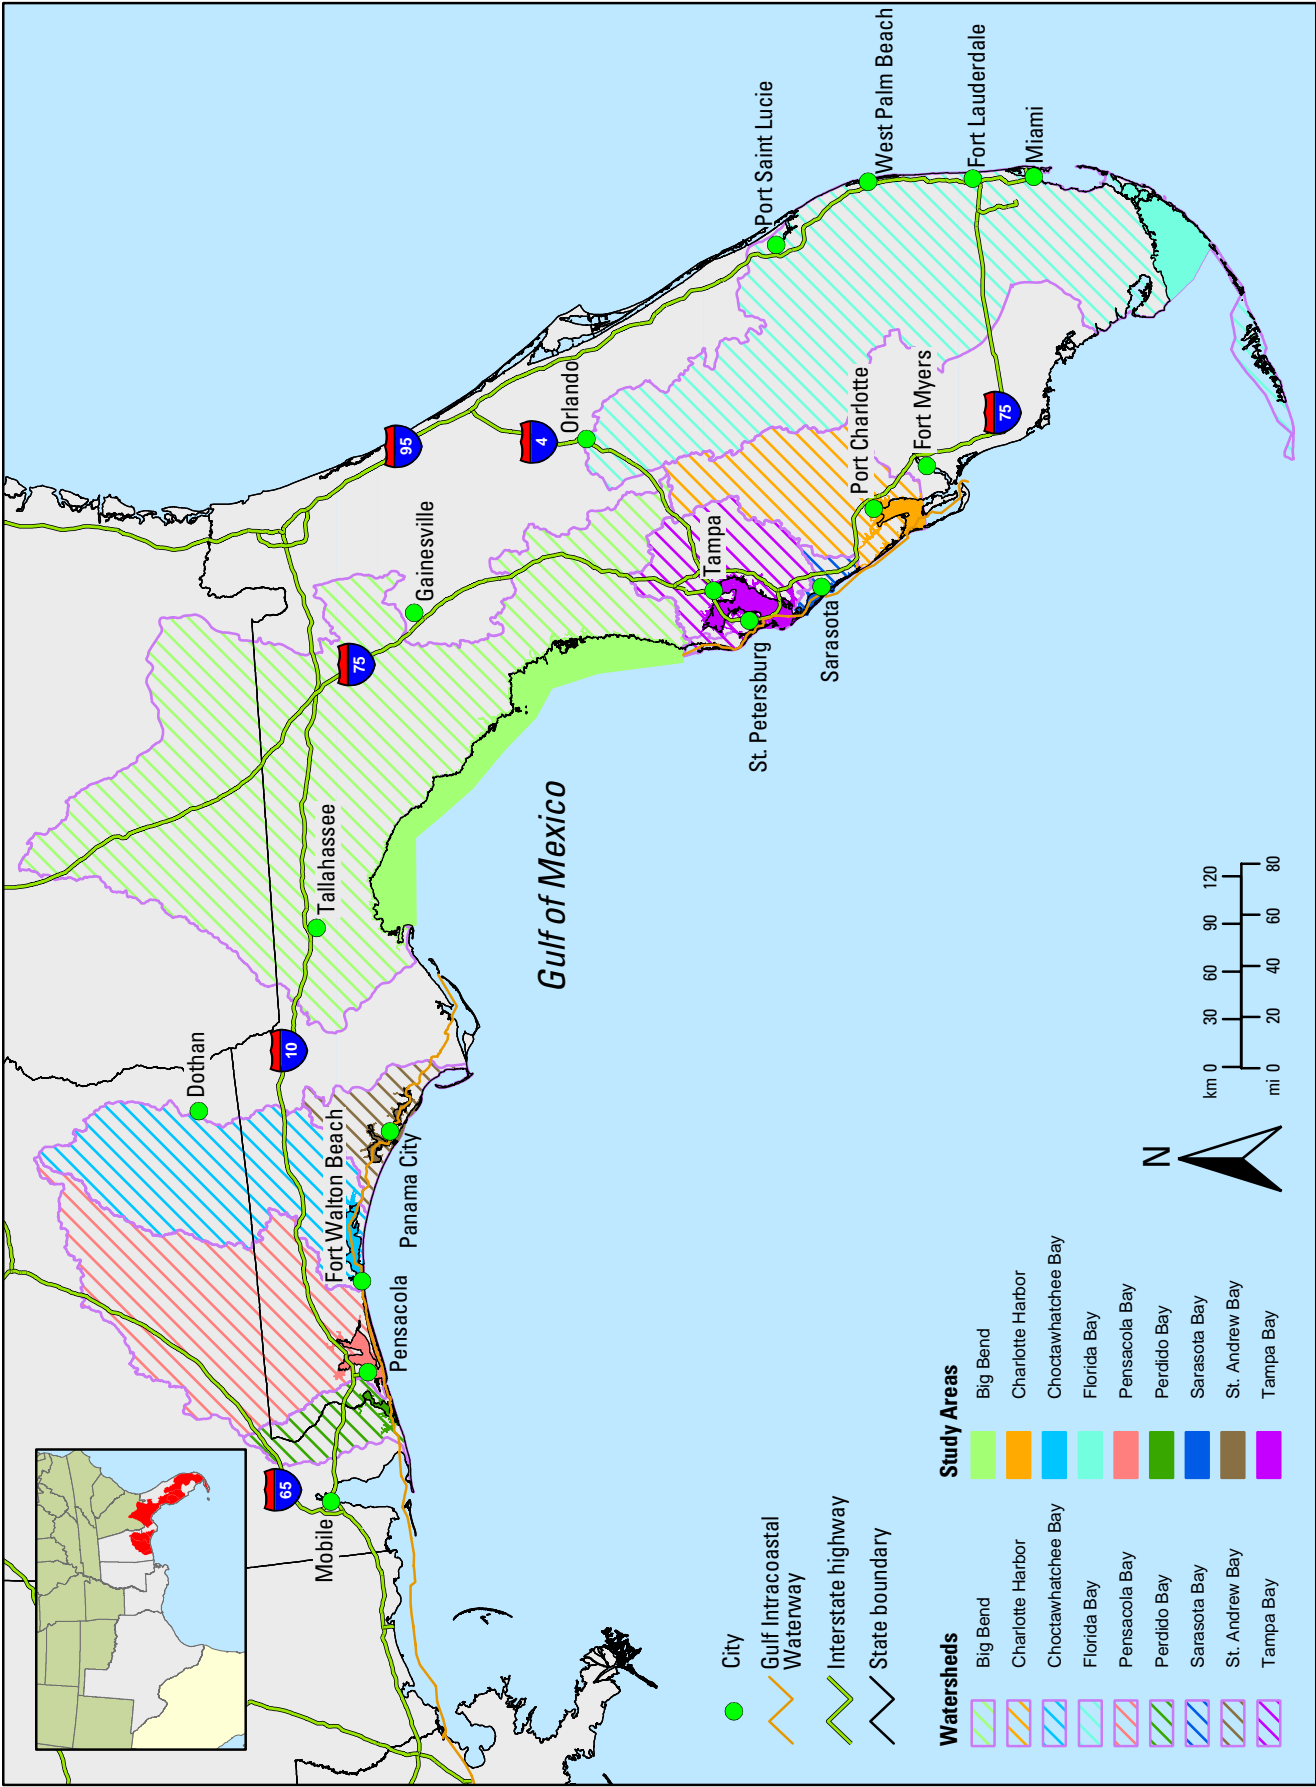 Dothan
Mobile
Pensacola
Fort Walton Beach
Panama City
Tallahassee
Gainesville
Orlando
Tampa
St. Petersburg
Sarasota
Port Charlotte
Fort Myers
Port Saint Lucie
West Palm Beach
Fort Lauderdale
Miami
65
10
75
95
4
75
Gulf of Mexico
City
Gulf Intracoastal
Waterway
Interstate highway
State boundary
Watersheds
Big Bend
Charlotte Harbor
Choctawhatchee Bay
Florida Bay
Pensacola Bay
Perdido Bay
Sarasota Bay
St. Andrew Bay
Tampa Bay
Study Areas
Big Bend
Charlotte Harbor
Choctawhatchee Bay
Florida Bay
Pensacola Bay
Perdido Bay
Sarasota Bay
St. Andrew Bay
Tampa Bay
N
km 0 30 60 90 120
mi 0 20 40 60 80